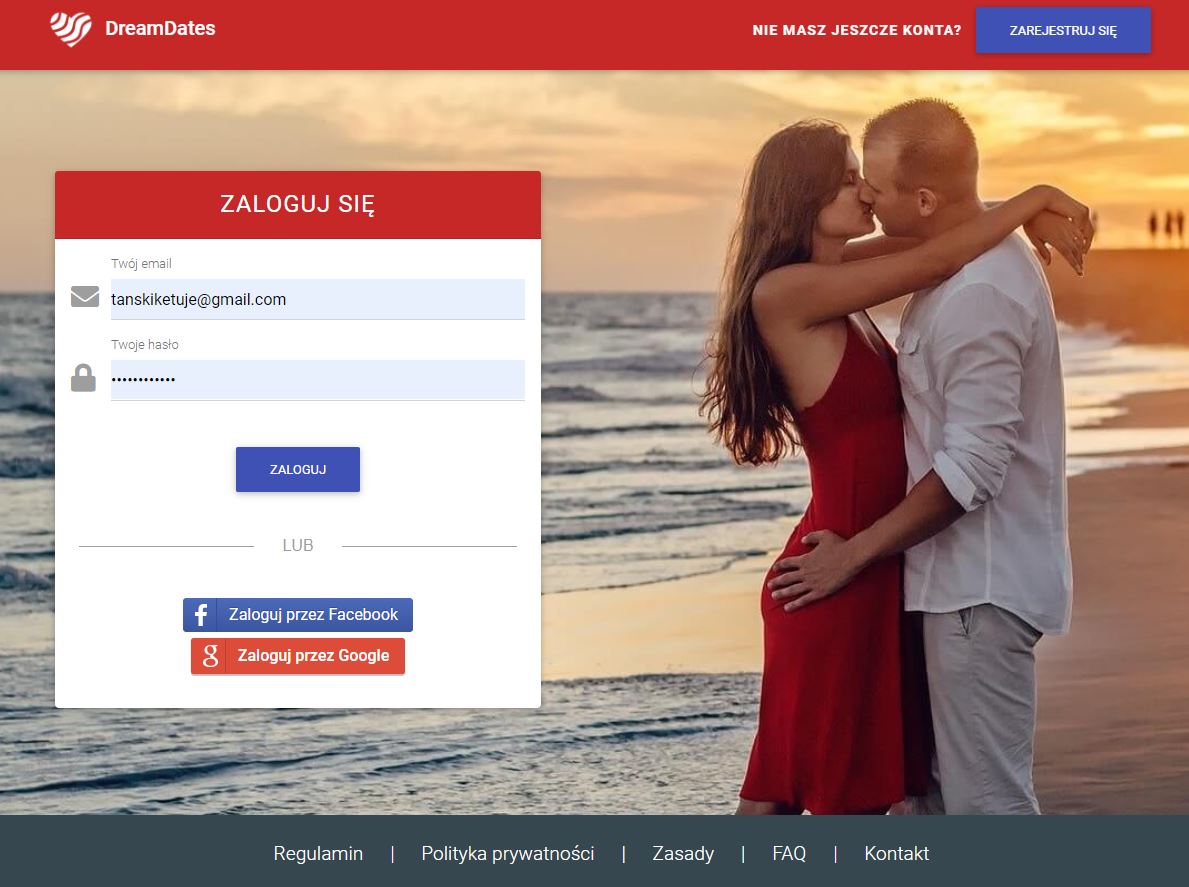 DreamDates
NIE MASZ JESZCZE KONTA?
ZAREJESTRUJ SIĘ
ZALOGUJ SIĘ
Twój email
tanskiketuje@gmail.com
Twoje hasło
••••••••••••
ZALOGUJ
LUB
f Zaloguj przez Facebook
g Zaloguj przez Google
Regulamin | Polityka prywatności | Zasady | FAQ | Kontakt